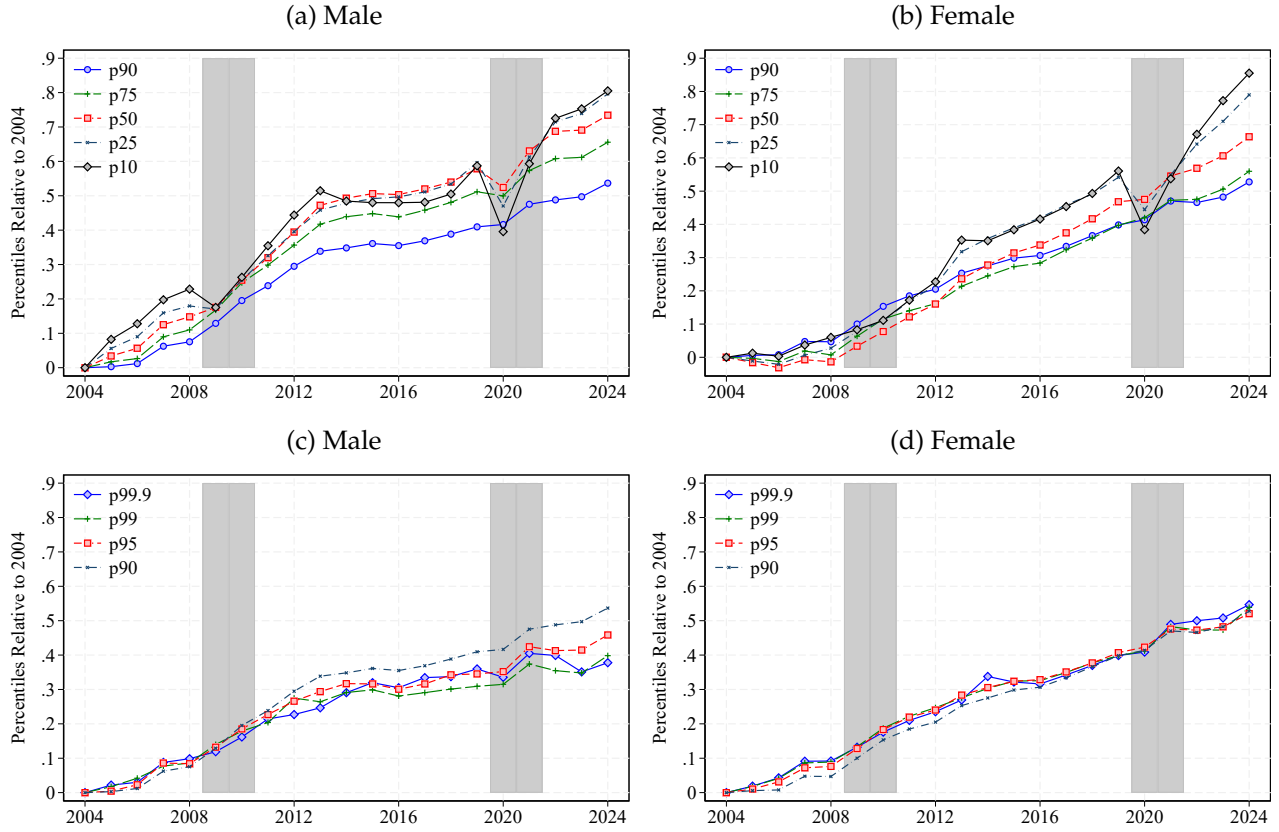 (a) Male
.9
.8
.7
.6
.5
.4
.3
.2
.1
0
Percentiles Relative to 2004
p90
p75
p50
p25
p10
2004 2008 2012 2016 2020 2024
(b) Female
.9
.8
.7
.6
.5
.4
.3
.2
.1
0
Percentiles Relative to 2004
p90
p75
p50
p25
p10
2004 2008 2012 2016 2020 2024
(c) Male
.9
.8
.7
.6
.5
.4
.3
.2
.1
0
Percentiles Relative to 2004
p99.9
p99
p95
p90
2004 2008 2012 2016 2020 2024
(d) Female
.9
.8
.7
.6
.5
.4
.3
.2
.1
0
Percentiles Relative to 2004
p99.9
p99
p95
p90
2004 2008 2012 2016 2020 2024